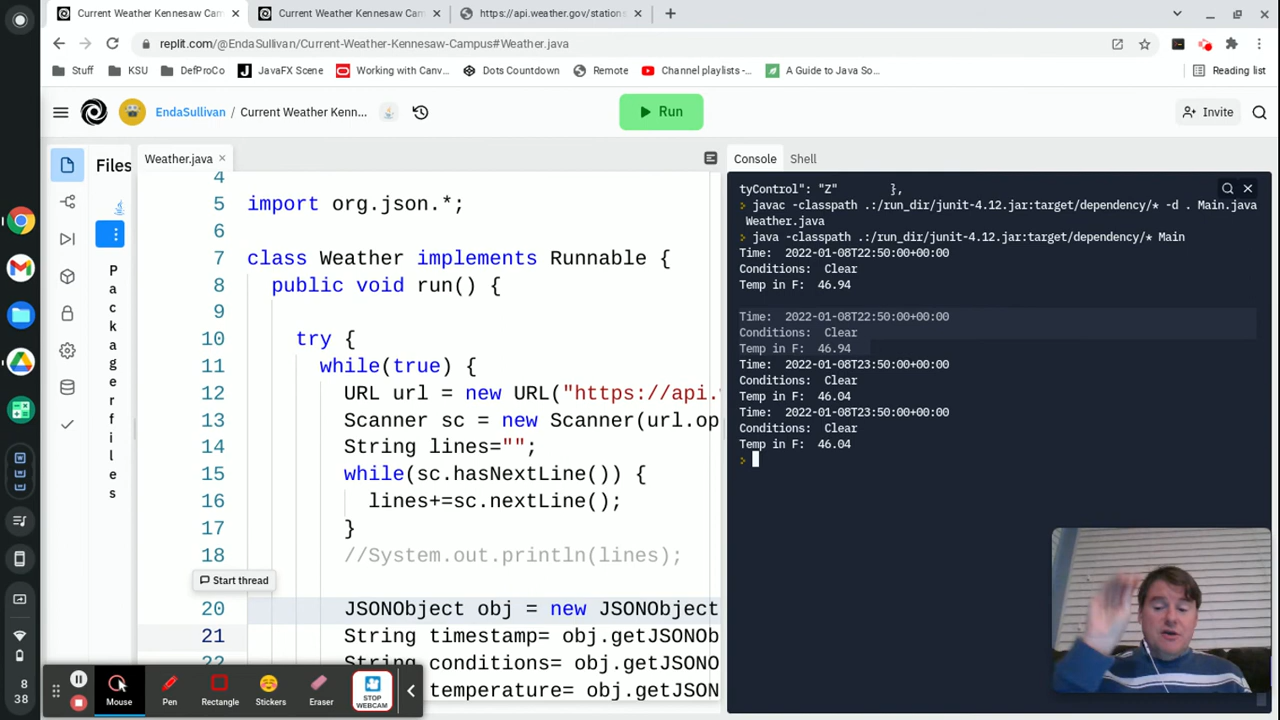 Current Weather Kennesaw Cam
Current Weather Kennesaw Cam
https://api.weather.gov/stations
replit.com/@EndaSullivan/Current-Weather-Kennesaw-Campus#Weather.java
Stuff
KSU
DefProCo
JavaFX Scene
Working with Canv...
Dots Countdown
Remote
Channel playlists -...
A Guide to Java So...
Reading list
EndaSullivan / Current Weather Kenn...
Run
Invite
Files
Weather.java
Console
Shell
Packager files
4
5 import org.json.*;
6
7 class Weather implements Runnable {
8 public void run() {
9
10 try {
11 while(true) {
12 URL url = new URL("https://api.
13 Scanner sc = new Scanner(url.op
14 String lines="";
15 while(sc.hasNextLine()) {
16 lines+=sc.nextLine();
17 }
18 //System.out.println(lines);
Start thread
20 JSONObject obj = new JSONObject
21 String timestamp= obj.getJSONOb
22 String conditions= obj.getJSONO
temperature= obj.getJSO
tyControl": "Z" },
javac -classpath .:/run_dir/junit-4.12.jar:target/dependency/* -d . Main.java
Weather.java
java -classpath .:/run_dir/junit-4.12.jar:target/dependency/* Main
Time: 2022-01-08T22:50:00+00:00
Conditions: Clear
Temp in F: 46.94
Time: 2022-01-08T22:50:00+00:00
Conditions: Clear
Temp in F: 46.94
Time: 2022-01-08T23:50:00+00:00
Conditions: Clear
Temp in F: 46.04
Time: 2022-01-08T23:50:00+00:00
Conditions: Clear
Temp in F: 46.04
8
38
Mouse
Pen
Rectangle
Stickers
Eraser
STOP
WEBCAM